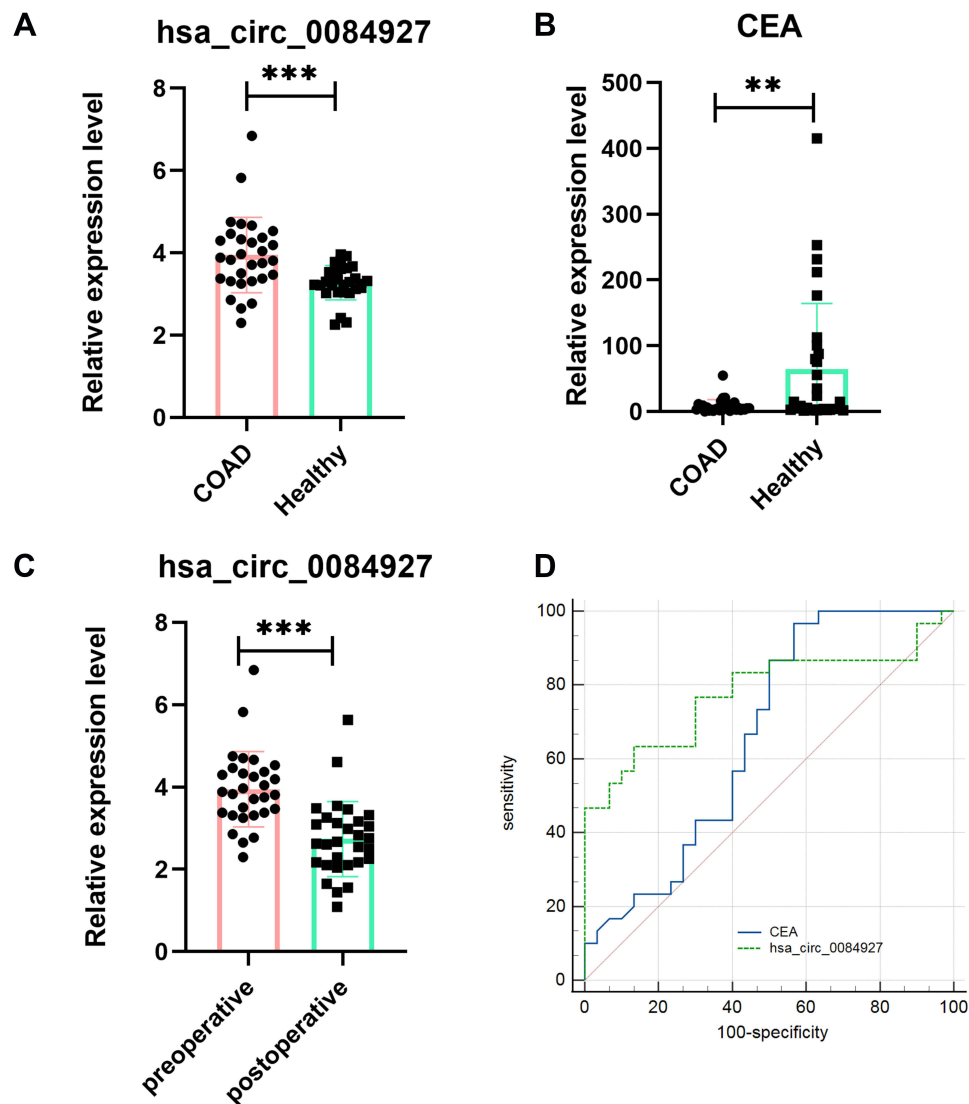 A
hsa_circ_0084927
***
Relative expression level
8
6
4
2
0
COAD
Healthy
B
CEA
**
Relative expression level
500
400
300
200
100
0
COAD
Healthy
C
hsa_circ_0084927
***
Relative expression level
8
6
4
2
0
preoperative
postoperative
D
sensitivity
100
80
60
40
20
0
CEA
hsa_circ_0084927
0
20
40
60
80
100
100-specificity